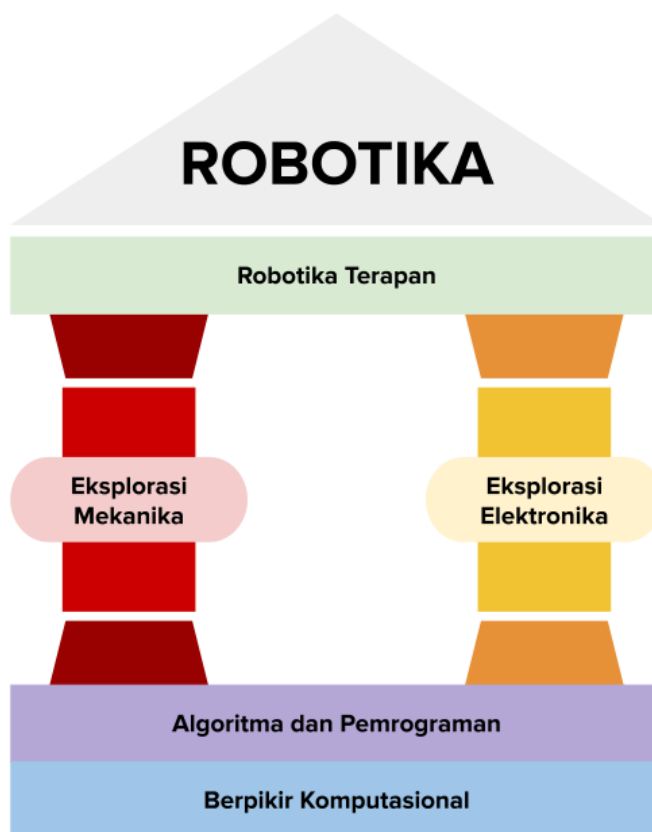 ROBOTIKA
Robotika Terapan
Eksplorasi
Mekanika
Eksplorasi
Elektronika
Algoritma dan Pemrograman
Berpikir Komputasional